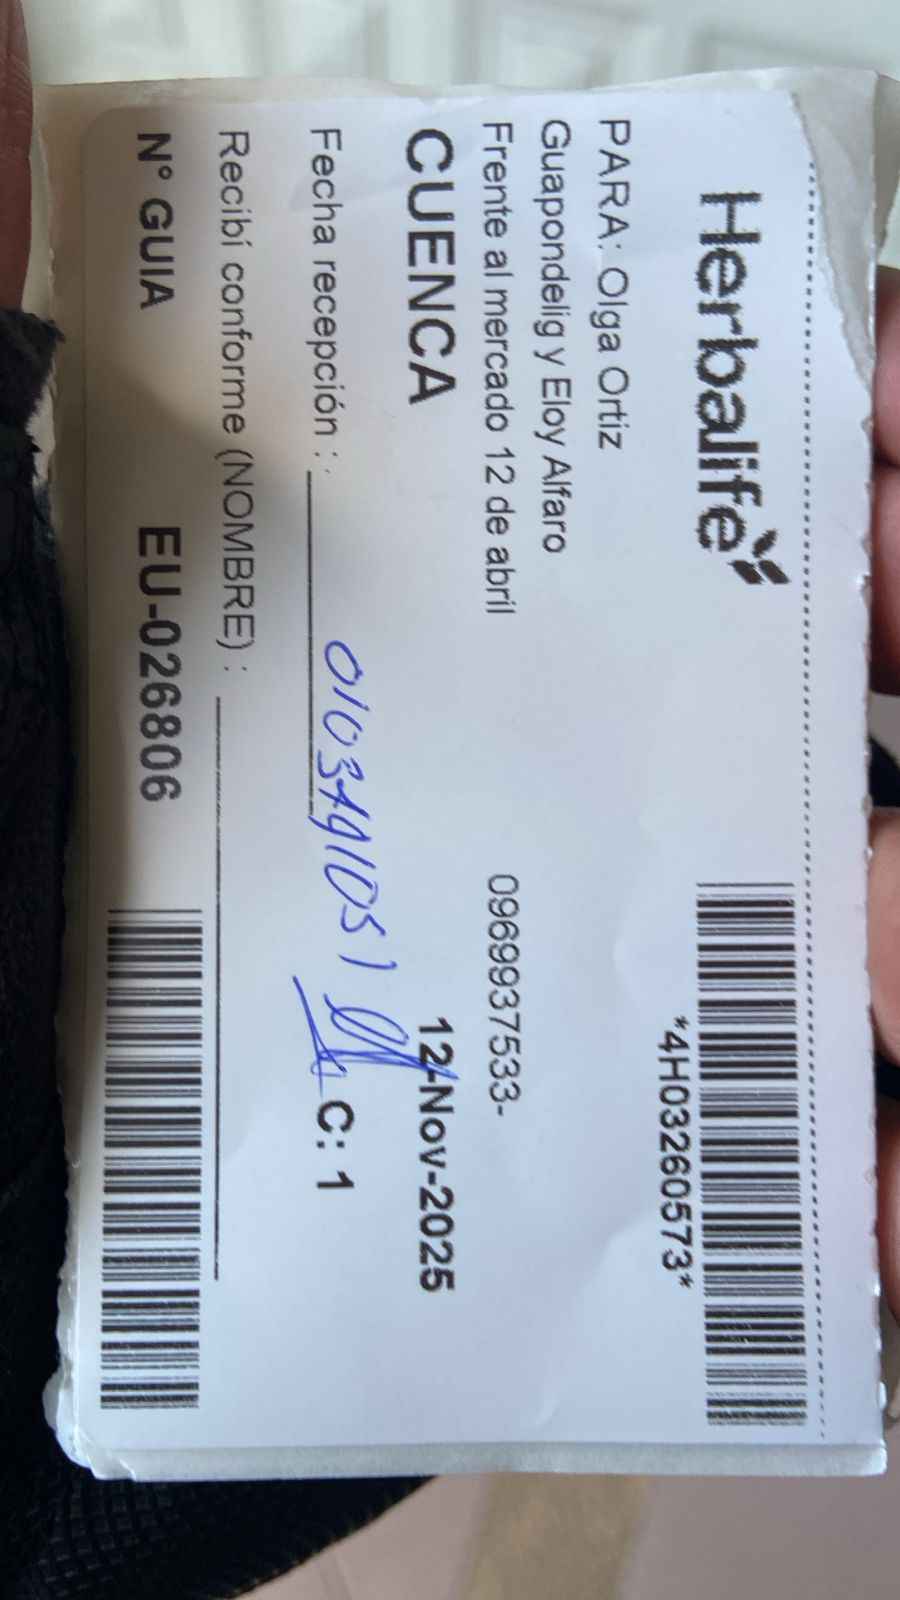 Herbalife
*4H03260573*
PARA: Olga Ortiz
Guapondelig y Eloy Alfaro
Frente al mercado 12 de abril
0969937533-
CUENCA
12-Nov-2025
Fecha recepción :
C: 1
Recibí conforme (NOMBRE) :
N° GUIA
EU-026806